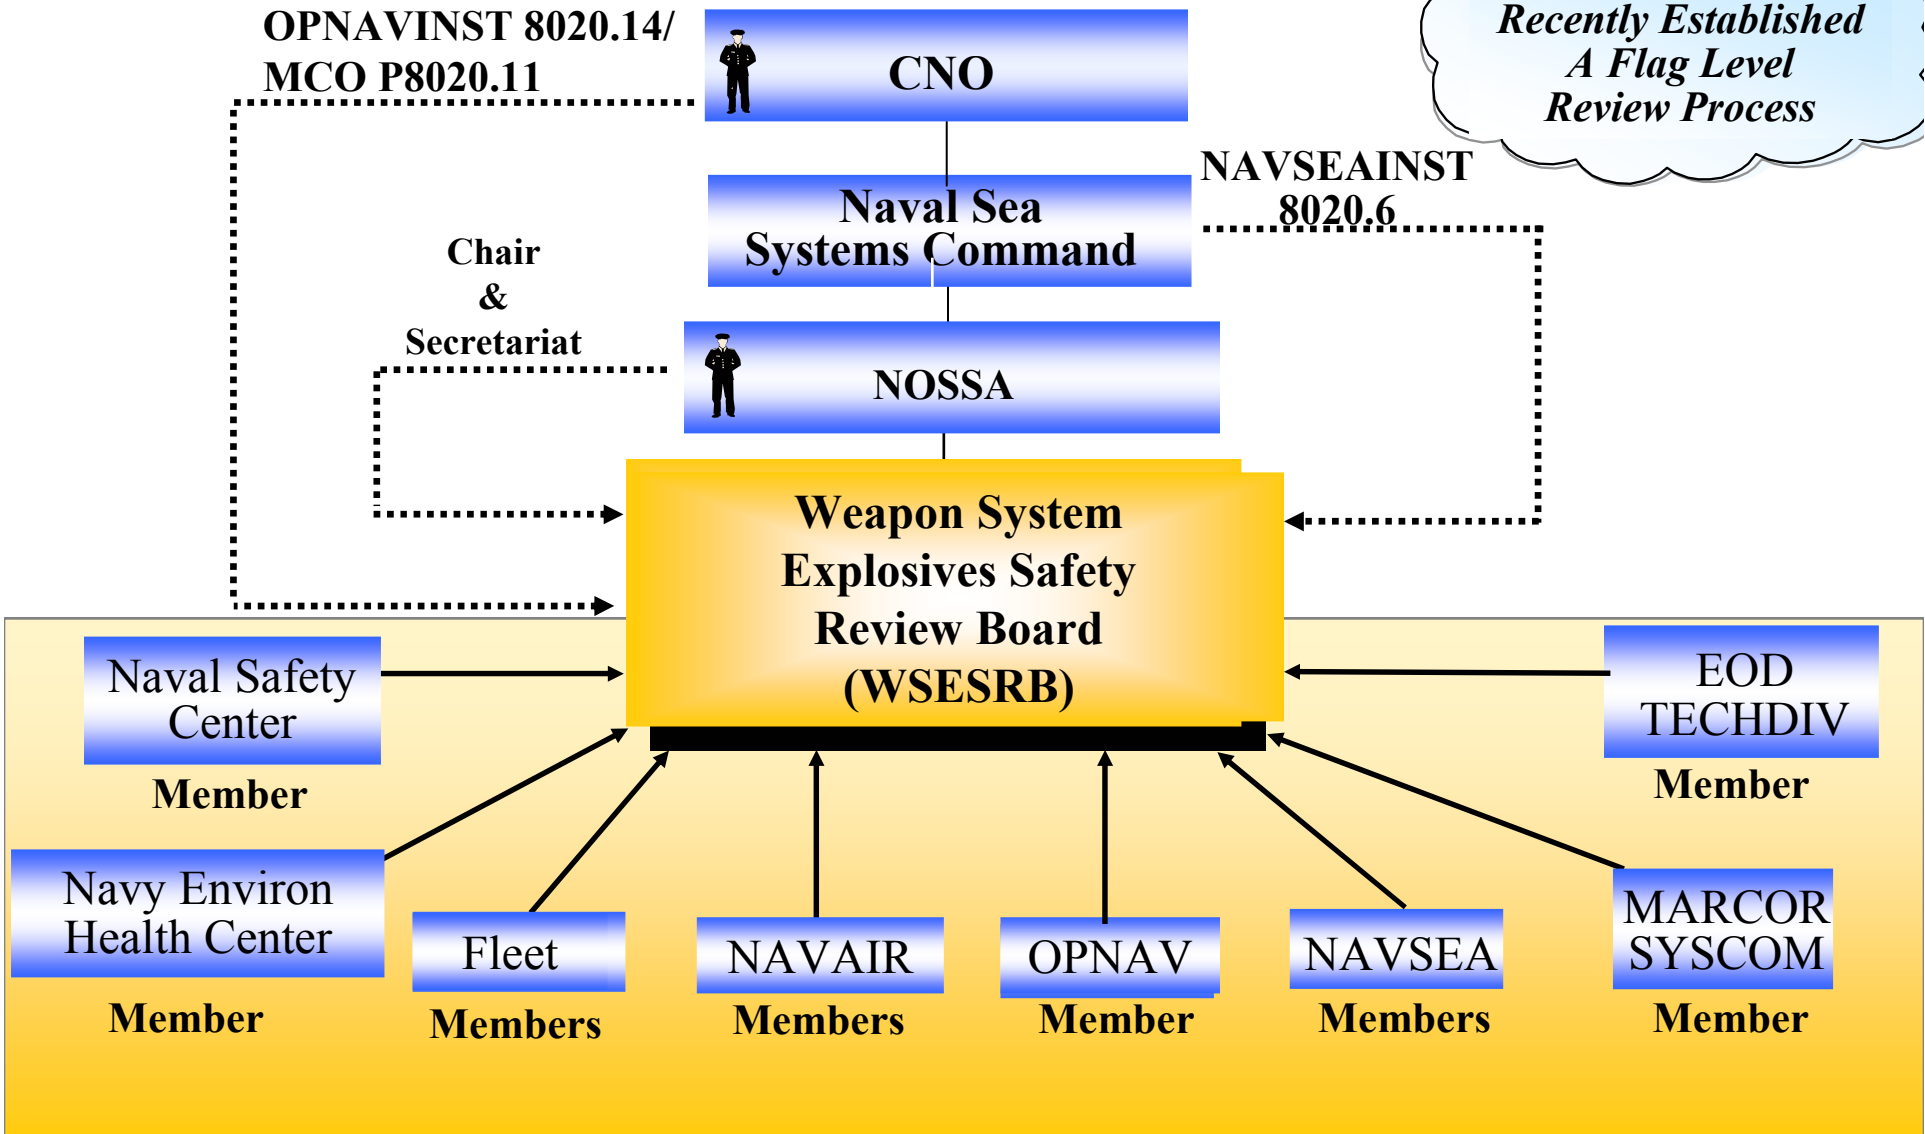 OPNAVINST 8020.14/
MCO P8020.11
CNO
Recently Established
A Flag Level
Review Process
NAVSEAINST
8020.6
Naval Sea
Systems Command
Chair
&
Secretariat
NOSSA
Weapon System
Explosives Safety
Review Board
(WSESRB)
Naval Safety
Center
Member
EOD
TECHDIV
Member
Navy Environ
Health Center
Member
Fleet
Members
NAVAIR
Members
OPNAV
Member
NAVSEA
Members
MARCOR
SYSCOM
Member